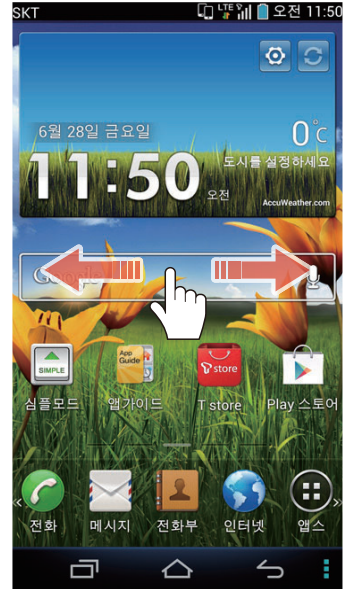 SKT LTE 오전 11:50
6월 28일 금요일
0°c
11:50 오전
도시를 설정하세요
AccuWeather.com
Google
SIMPLE
App Guide
T store
심플모드 앱가이드 T store Play 스토어
전화 메시지 전화부 인터넷 앱스